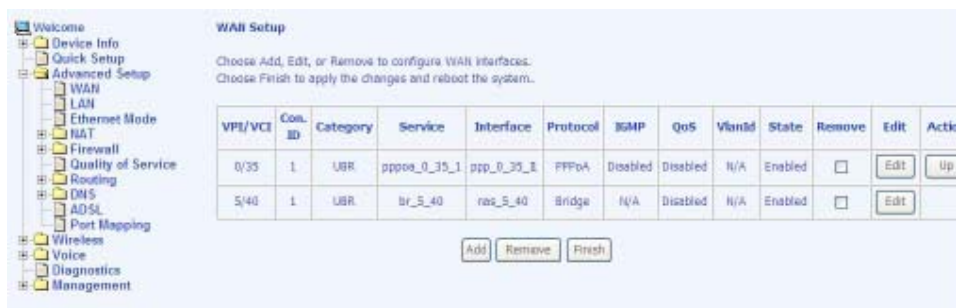 Welcome
Device Info
Quick Setup
Advanced Setup
WAN
LAN
Ethernet Mode
NAT
Firewall
Quality of Service
Routing
DNS
ADSL
Port Mapping
Wireless
Voice
Diagnostics
Management
WAN Setup
Choose Add, Edit, or Remove to configure WAN interfaces.
Choose Finish to apply the changes and reboot the system.
VPI/VCI Con. ID Category Service Interface Protocol IGMP QoS VlanId State Remove Edit Actio
0/35 1 UBR pppoa_0_35_1 ppp_0_35_1 PPPoA Disabled Disabled N/A Enabled Edit Up
5/40 1 UBR br_5_40 nas_5_40 Bridge N/A Disabled N/A Enabled Edit
Add Remove Finish